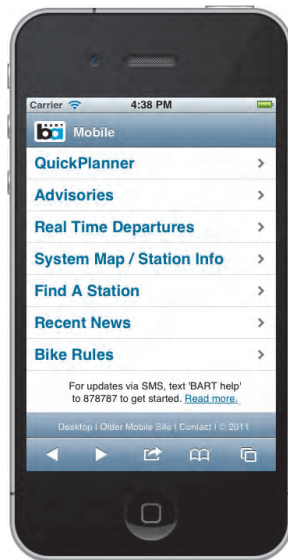 Carrier 4:38 PM
BART
ba Mobile
QuickPlanner
Advisories
Real Time Departures
System Map / Station Info
Find A Station
Recent News
Bike Rules
For updates via SMS, text 'BART help'
to 878787 to get started. Read more.
Desktop | Older Mobile Site | Contact | © 2011